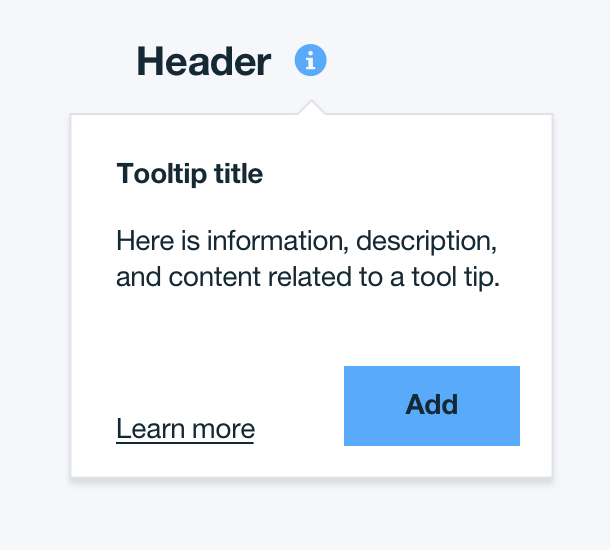 Header
Tooltip title
Here is information, description,
and content related to a tool tip.
Learn more
Add